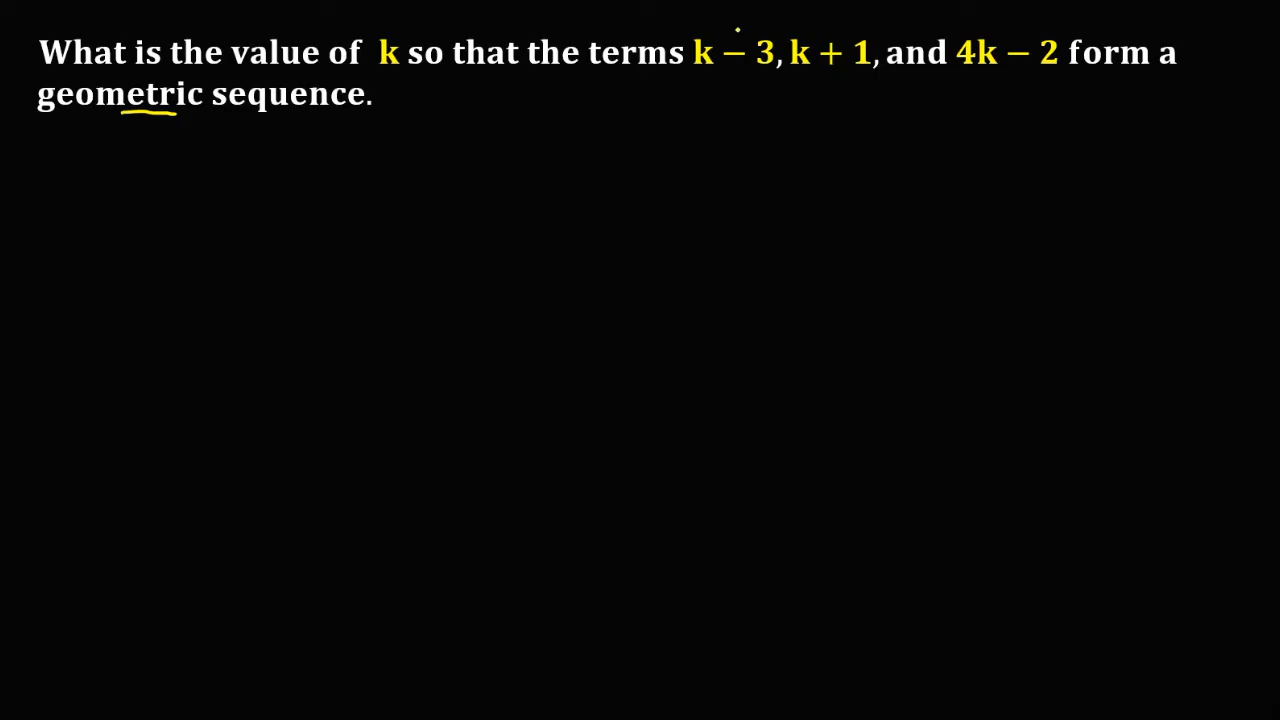 What is the value of k so that the terms k − 3, k + 1, and 4k − 2 form a
geometric sequence.